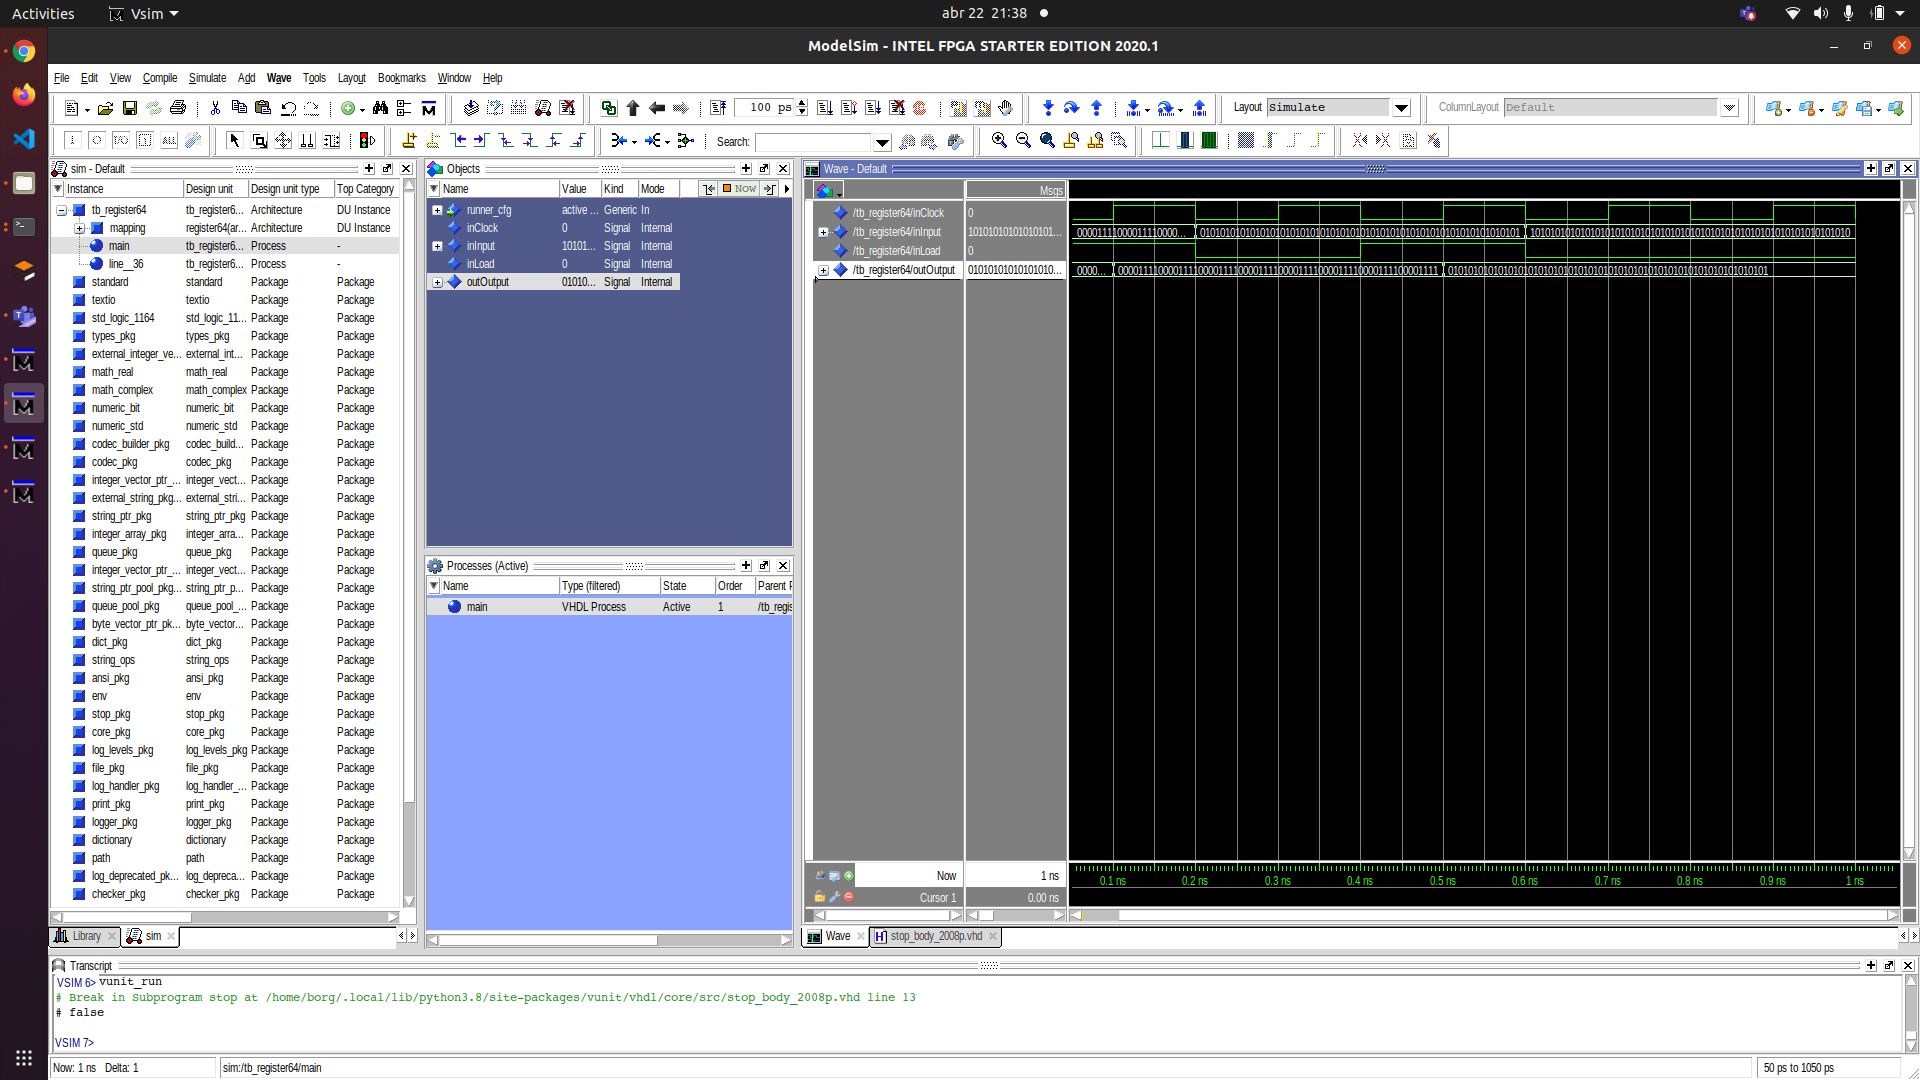 Activities Vsim abr 22 21:38
ModelSim - INTEL FPGA STARTER EDITION 2020.1
File Edit View Compile Simulate Add Wave Tools Layout Bookmarks Window Help
100 ps Layout Simulate ColumnLayout Default
Search:
sim - Default
Instance Design unit Design unit type Top Category
tb_register64 tb_register6... Architecture DU Instance
mapping register64(ar... Architecture DU Instance
main tb_register6... Process -
line__36 tb_register6... Process -
standard standard Package Package
textio textio Package Package
std_logic_1164 std_logic_11... Package Package
types_pkg types_pkg Package Package
external_integer_ve... external_int... Package Package
math_real math_real Package Package
math_complex math_complex Package Package
numeric_bit numeric_bit Package Package
numeric_std numeric_std Package Package
codec_builder_pkg codec_build... Package Package
codec_pkg codec_pkg Package Package
integer_vector_ptr_... integer_vect... Package Package
external_string_pkg... external_stri... Package Package
string_ptr_pkg string_ptr_pkg Package Package
integer_array_pkg integer_arra... Package Package
queue_pkg queue_pkg Package Package
integer_vector_ptr_... integer_vect... Package Package
string_ptr_pool_pkg... string_ptr_p... Package Package
queue_pool_pkg queue_pool_... Package Package
byte_vector_ptr_pk... byte_vector... Package Package
dict_pkg dict_pkg Package Package
string_ops string_ops Package Package
ansi_pkg ansi_pkg Package Package
env env Package Package
stop_pkg stop_pkg Package Package
core_pkg core_pkg Package Package
log_levels_pkg log_levels_pkg Package Package
file_pkg file_pkg Package Package
log_handler_pkg log_handler_... Package Package
print_pkg print_pkg Package Package
logger_pkg logger_pkg Package Package
dictionary dictionary Package Package
path path Package Package
log_deprecated_pk... log_depreca... Package Package
checker_pkg checker_pkg Package Package
Library sim
Objects
Name Value Kind Mode Now
runner_cfg active ... Generic In
inClock 0 Signal Internal
inInput 10101... Signal Internal
inLoad 0 Signal Internal
outOutput 01010... Signal Internal
Processes (Active)
Name Type (filtered) State Order Parent P
main VHDL Process Active 1 /tb_regis
Wave - Default
Msgs
/tb_register64/inClock 0
/tb_register64/inInput 10101010101010101...
/tb_register64/inLoad 0
/tb_register64/outOutput 01010101010101010...
Now 1 ns
Cursor 1 0.00 ns
0.1 ns 0.2 ns 0.3 ns 0.4 ns 0.5 ns 0.6 ns 0.7 ns 0.8 ns 0.9 ns 1 ns
Wave stop_body_2008p.vhd
Transcript
VSIM 6> vunit_run
# Break in Subprogram stop at /home/borg/.local/lib/python3.8/site-packages/vunit/vhdl/core/src/stop_body_2008p.vhd line 13
# false
VSIM 7>
Now: 1 ns Delta: 1 sim:/tb_register64/main 50 ps to 1050 ps